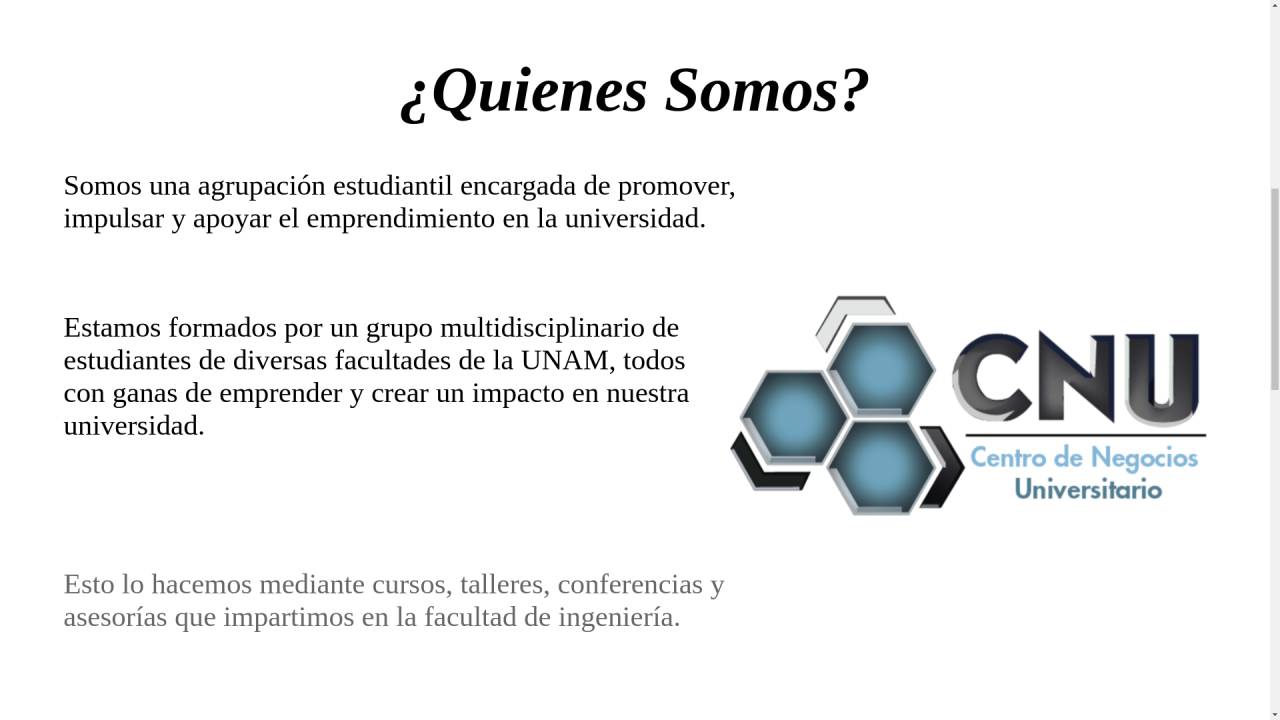 ¿Quienes Somos?
Somos una agrupación estudiantil encargada de promover,
impulsar y apoyar el emprendimiento en la universidad.
Estamos formados por un grupo multidisciplinario de
estudiantes de diversas facultades de la UNAM, todos
con ganas de emprender y crear un impacto en nuestra
universidad.
CNU
Centro de Negocios
Universitario
Esto lo hacemos mediante cursos, talleres, conferencias y
asesorías que impartimos en la facultad de ingeniería.